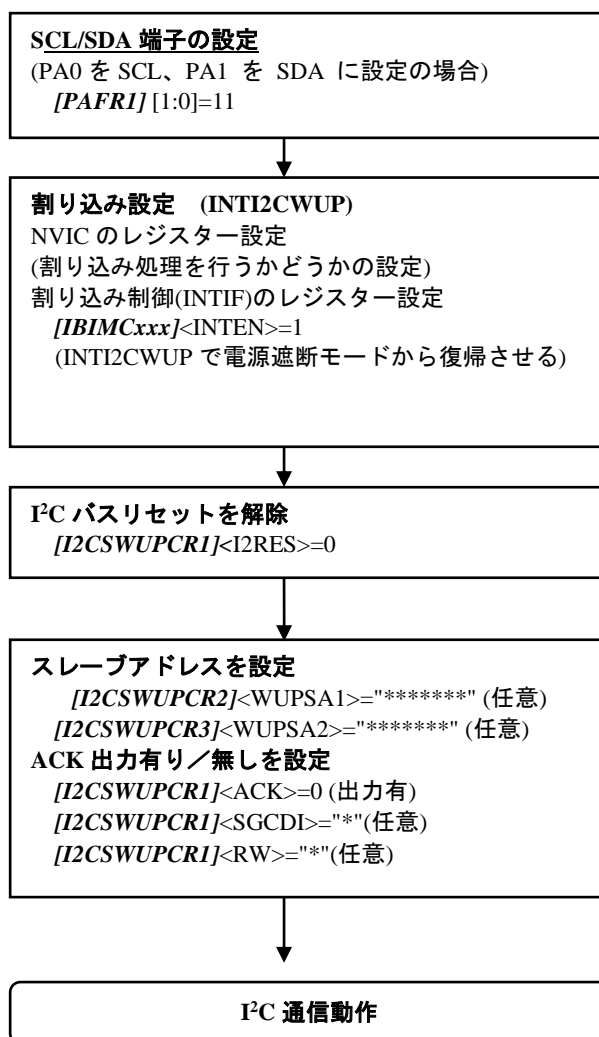 SCL/SDA 端子の設定
(PA0 を SCL、PA1 を SDA に設定の場合)
[PAFR1] [1:0]=11
割り込み設定 (INTI2CWUP)
NVIC のレジスター設定
(割り込み処理を行うかどうかの設定)
割り込み制御(INTIF)のレジスター設定
[IBIMCxxx]<INTEN>=1
(INTI2CWUP で電源遮断モードから復帰させる)
I²C バスリセットを解除
[I2CSWUPCR1]<I2RES>=0
スレーブアドレスを設定
[I2CSWUPCR2]<WUPSA1>="*******" (任意)
[I2CSWUPCR3]<WUPSA2>="*******" (任意)
ACK 出力有り／無しを設定
[I2CSWUPCR1]<ACK>=0 (出力有)
[I2CSWUPCR1]<SGCDI>="*"(任意)
[I2CSWUPCR1]<RW>="*"(任意)
I²C 通信動作